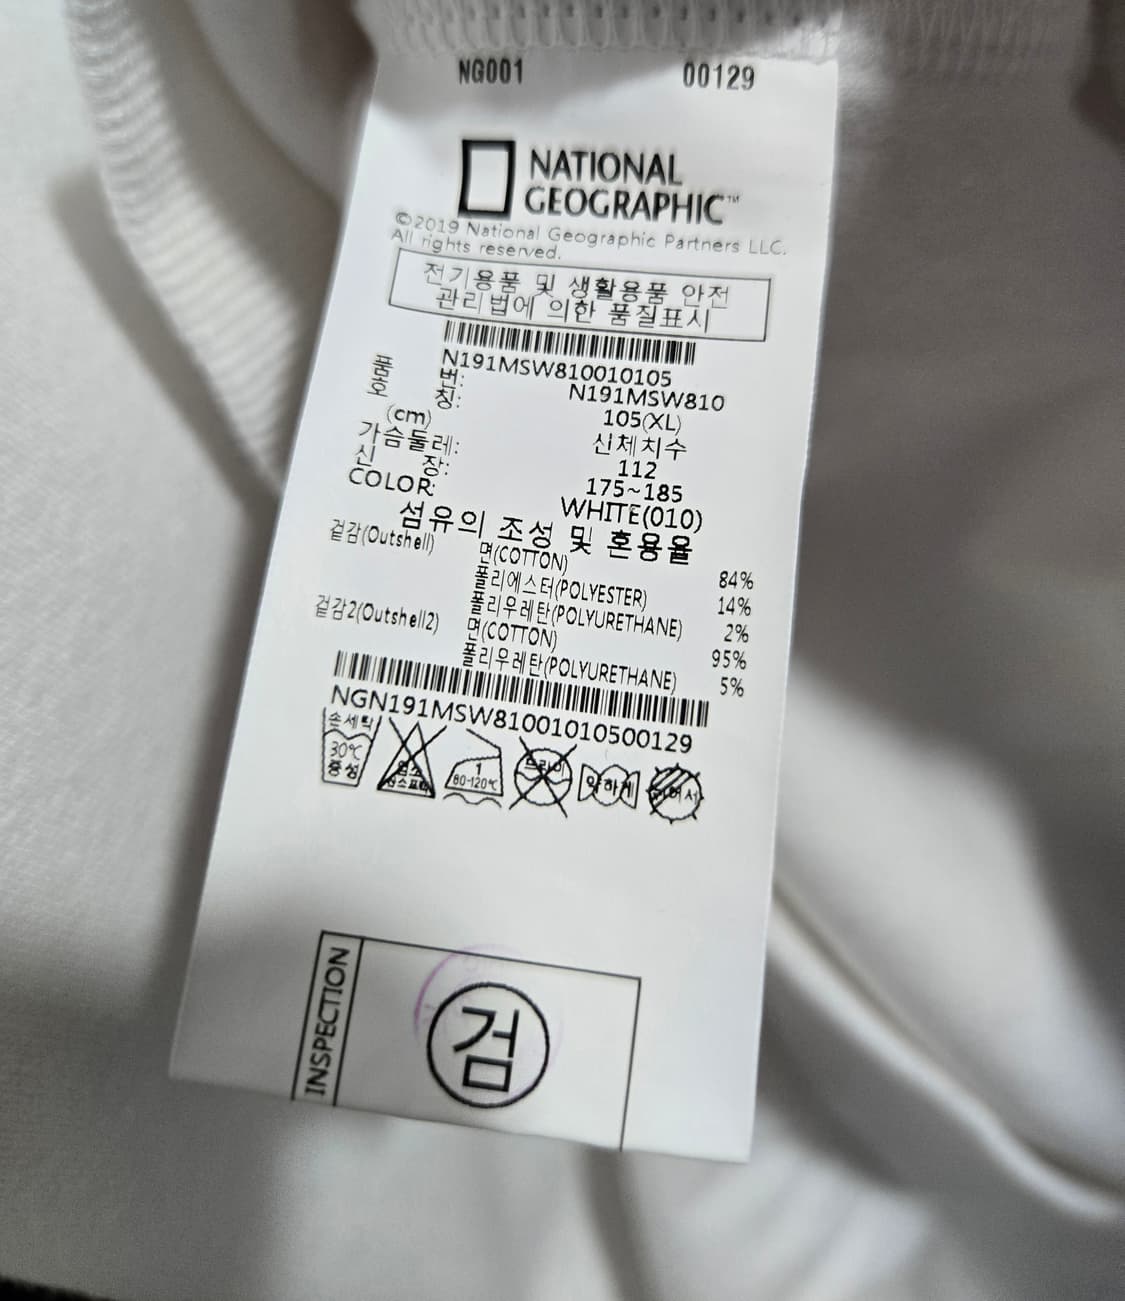 NG001 00129
NATIONAL
GEOGRAPHIC™
©2019 National Geographic Partners LLC.
All rights reserved.
전기용품 및 생활용품 안전
관리법에 의한 품질표시
N191MSW810010105
품 번: N191MSW810
호 칭: 105(XL)
(cm) 신체치수
가슴둘레: 112
신 장: 175~185
COLOR: WHITE(010)
섬유의 조성 및 혼용율
겉감(Outshell) 면(COTTON) 84%
폴리에스터(POLYESTER) 14%
폴리우레탄(POLYURETHANE) 2%
겉감2(Outshell2) 면(COTTON) 95%
폴리우레탄(POLYURETHANE) 5%
NGN191MSW81001010500129
손세탁
30℃
중성
염소
1
80-120℃
드라이
약하게
INSPECTION
검